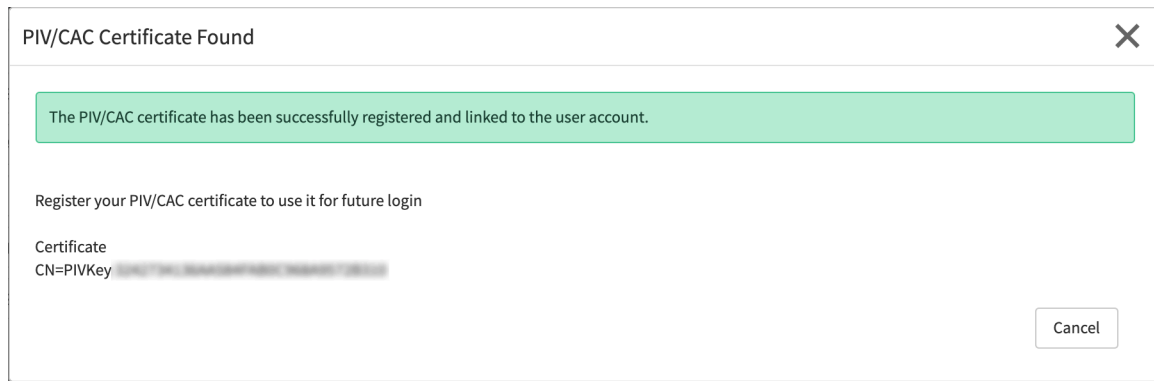 PIV/CAC Certificate Found
The PIV/CAC certificate has been successfully registered and linked to the user account.
Register your PIV/CAC certificate to use it for future login
Certificate
CN=PIVKey
Cancel